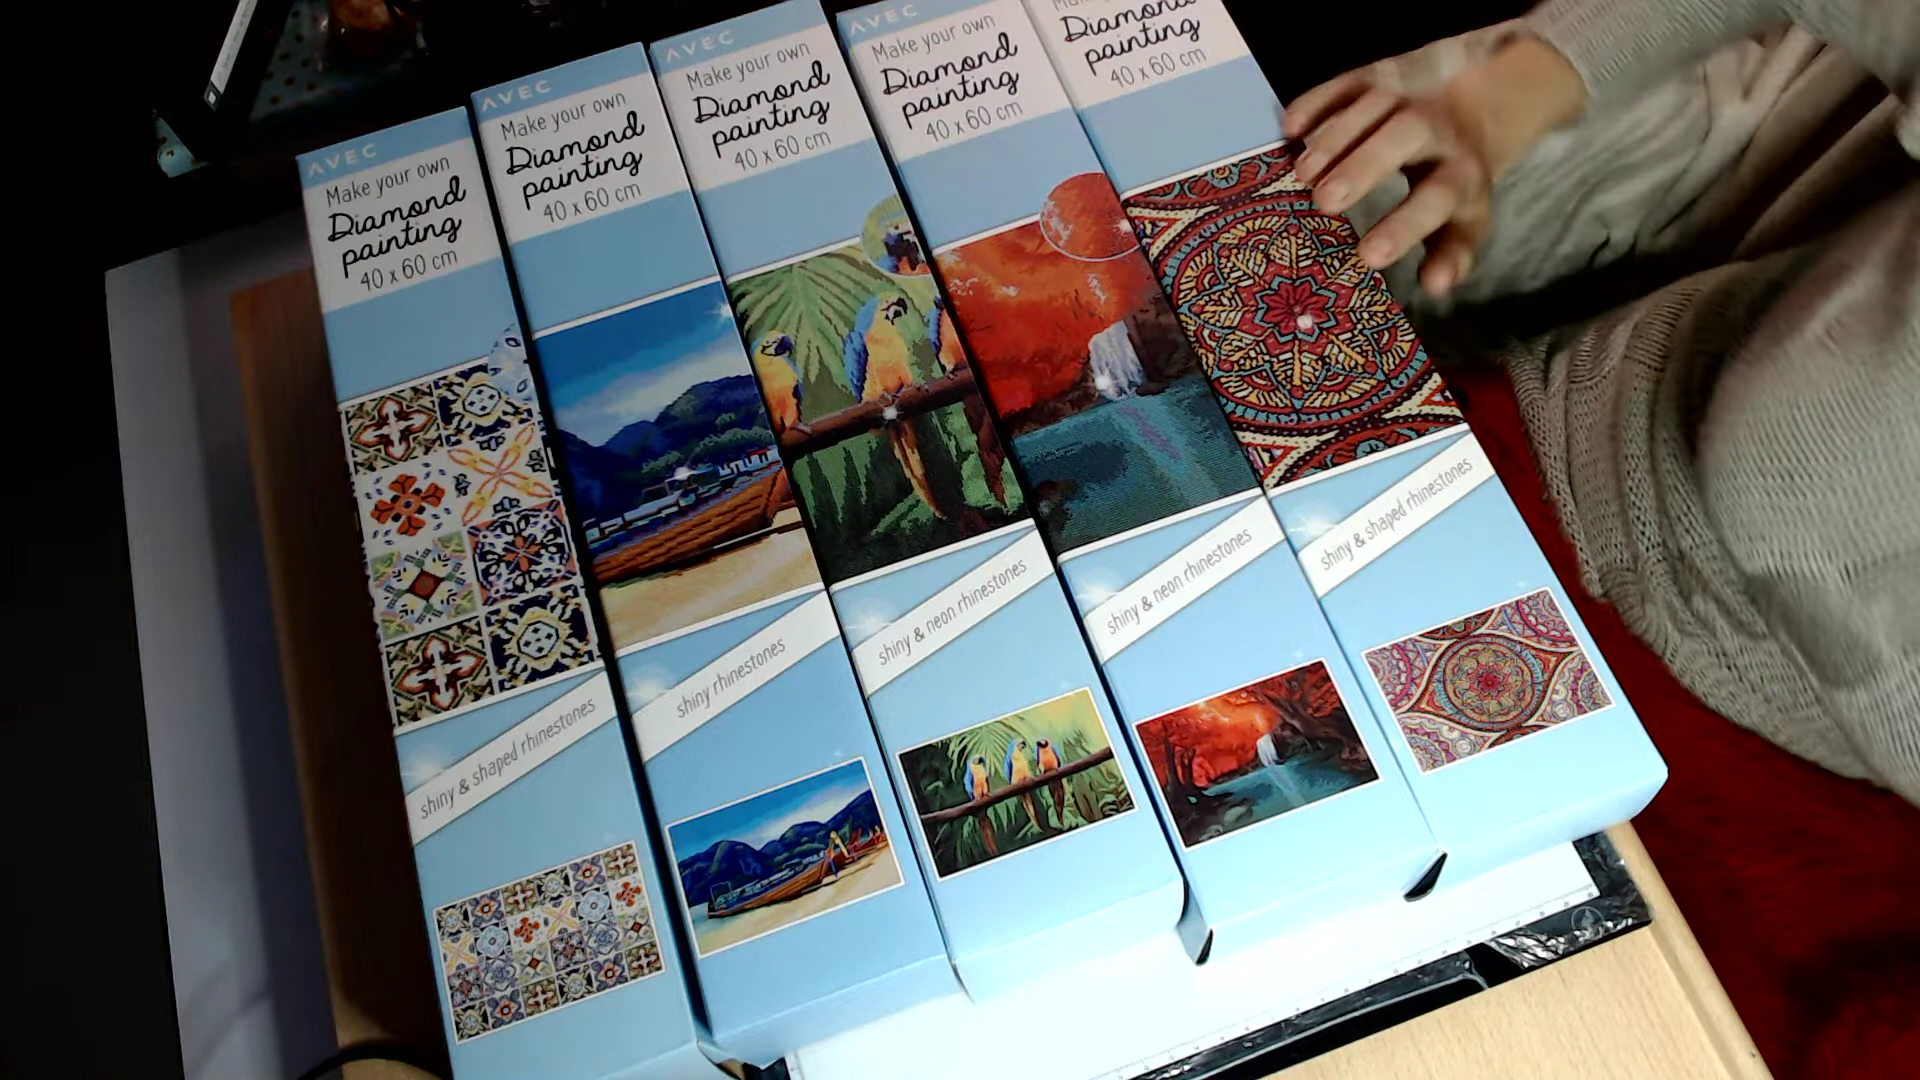 AVEC
Make your own
Diamond
painting
40 x 60 cm
shiny & shaped rhinestones
AVEC
Make your own
Diamond
painting
40 x 60 cm
shiny rhinestones
AVEC
Make your own
Diamond
painting
40 x 60 cm
shiny & neon rhinestones
AVEC
Make your own
Diamond
painting
40 x 60 cm
shiny & neon rhinestones
Diamond
painting
40 x 60 cm
shiny & shaped rhinestones